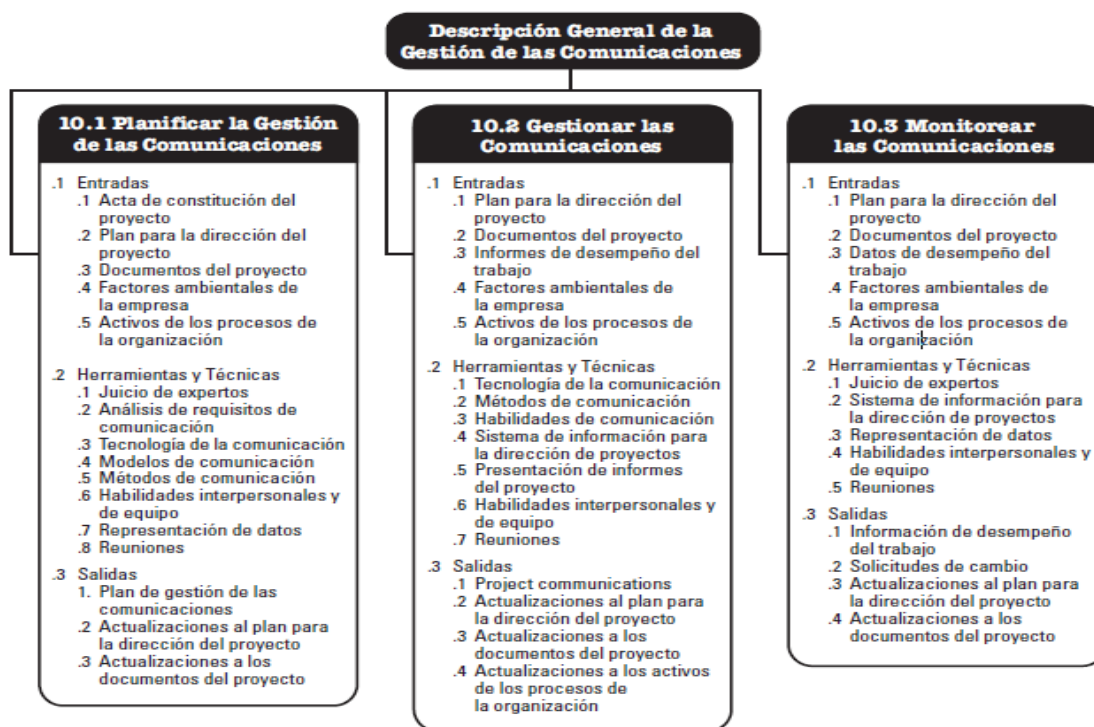 Descripción General de la
Gestión de las Comunicaciones
10.1 Planificar la Gestión
de las Comunicaciones
.1 Entradas
.1 Acta de constitución del
proyecto
.2 Plan para la dirección del
proyecto
.3 Documentos del proyecto
.4 Factores ambientales de
la empresa
.5 Activos de los procesos de
la organización
.2 Herramientas y Técnicas
.1 Juicio de expertos
.2 Análisis de requisitos de
comunicación
.3 Tecnología de la comunicación
.4 Modelos de comunicación
.5 Métodos de comunicación
.6 Habilidades interpersonales y
de equipo
.7 Representación de datos
.8 Reuniones
.3 Salidas
1. Plan de gestión de las
comunicaciones
.2 Actualizaciones al plan para
la dirección del proyecto
.3 Actualizaciones a los
documentos del proyecto
10.2 Gestionar las
Comunicaciones
.1 Entradas
.1 Plan para la dirección del
proyecto
.2 Documentos del proyecto
.3 Informes de desempeño del
trabajo
.4 Factores ambientales de
la empresa
.5 Activos de los procesos de
la organización
.2 Herramientas y Técnicas
.1 Tecnología de la comunicación
.2 Métodos de comunicación
.3 Habilidades de comunicación
.4 Sistema de información para
la dirección de proyectos
.5 Presentación de informes
del proyecto
.6 Habilidades interpersonales y
de equipo
.7 Reuniones
.3 Salidas
.1 Project communications
.2 Actualizaciones al plan para
la dirección del proyecto
.3 Actualizaciones a los
documentos del proyecto
.4 Actualizaciones a los activos
de los procesos de
la organización
10.3 Monitorear
las Comunicaciones
.1 Entradas
.1 Plan para la dirección del
proyecto
.2 Documentos del proyecto
.3 Datos de desempeño del
trabajo
.4 Factores ambientales de
la empresa
.5 Activos de los procesos de
la organización
.2 Herramientas y Técnicas
.1 Juicio de expertos
.2 Sistema de información para
la dirección de proyectos
.3 Representación de datos
.4 Habilidades interpersonales y
de equipo
.5 Reuniones
.3 Salidas
.1 Información de desempeño
del trabajo
.2 Solicitudes de cambio
.3 Actualizaciones al plan para
la dirección del proyecto
.4 Actualizaciones a los
documentos del proyecto